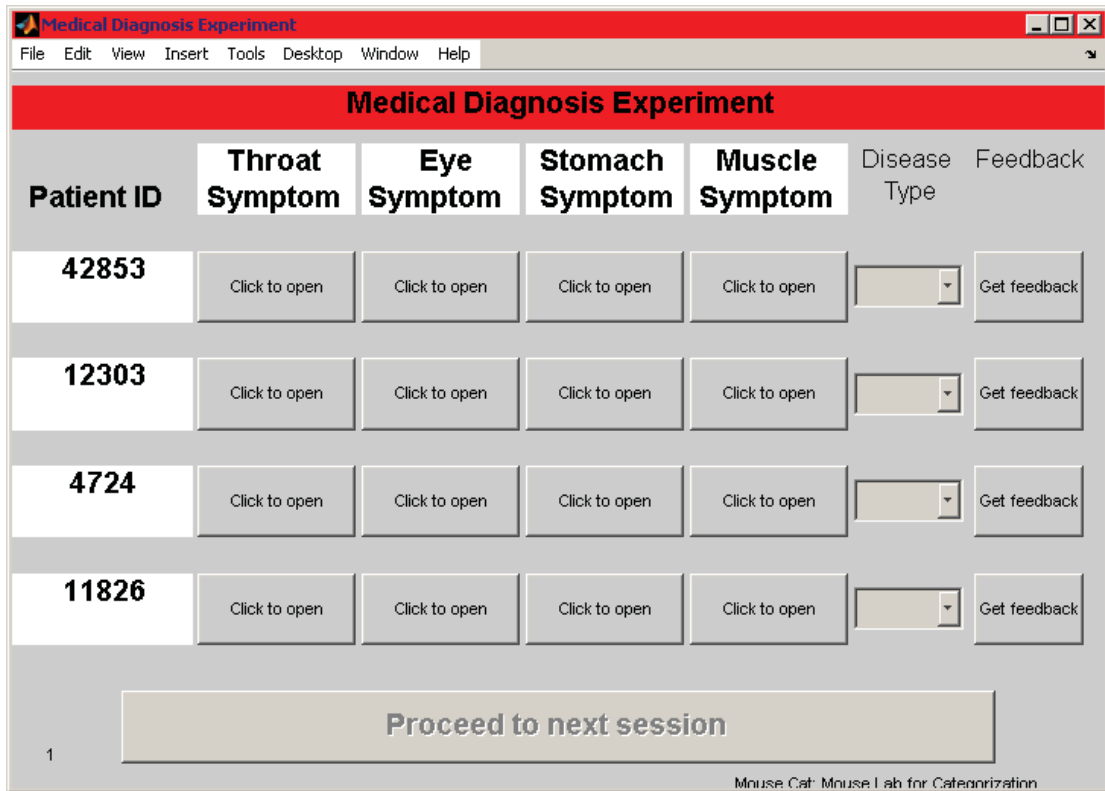 Medical Diagnosis Experiment
File Edit View Insert Tools Desktop Window Help
Medical Diagnosis Experiment
Patient ID
Throat
Symptom
Eye
Symptom
Stomach
Symptom
Muscle
Symptom
Disease
Type
Feedback
42853 Click to open Click to open Click to open Click to open Get feedback
12303 Click to open Click to open Click to open Click to open Get feedback
4724 Click to open Click to open Click to open Click to open Get feedback
11826 Click to open Click to open Click to open Click to open Get feedback
Proceed to next session
1
Mouse Cat: Mouse Lab for Categorization